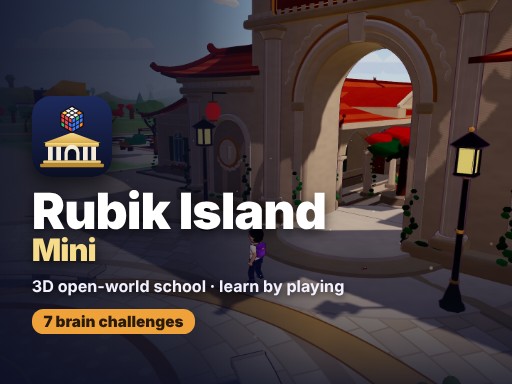 Rubik Island
Mini
3D open-world school · learn by playing
7 brain challenges